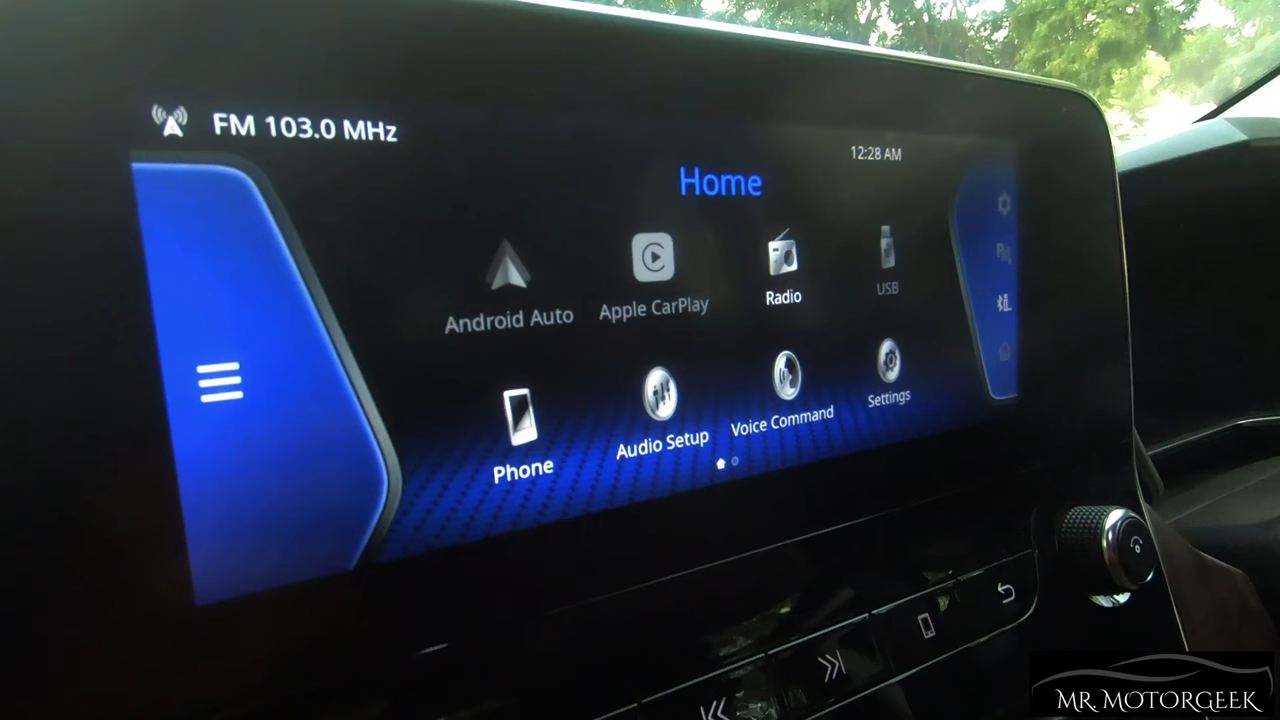 FM 103.0 MHz
12:28 AM
Home
Android Auto
Apple CarPlay
Radio
USB
Phone
Audio Setup
Voice Command
Settings
MR MOTORGEEK